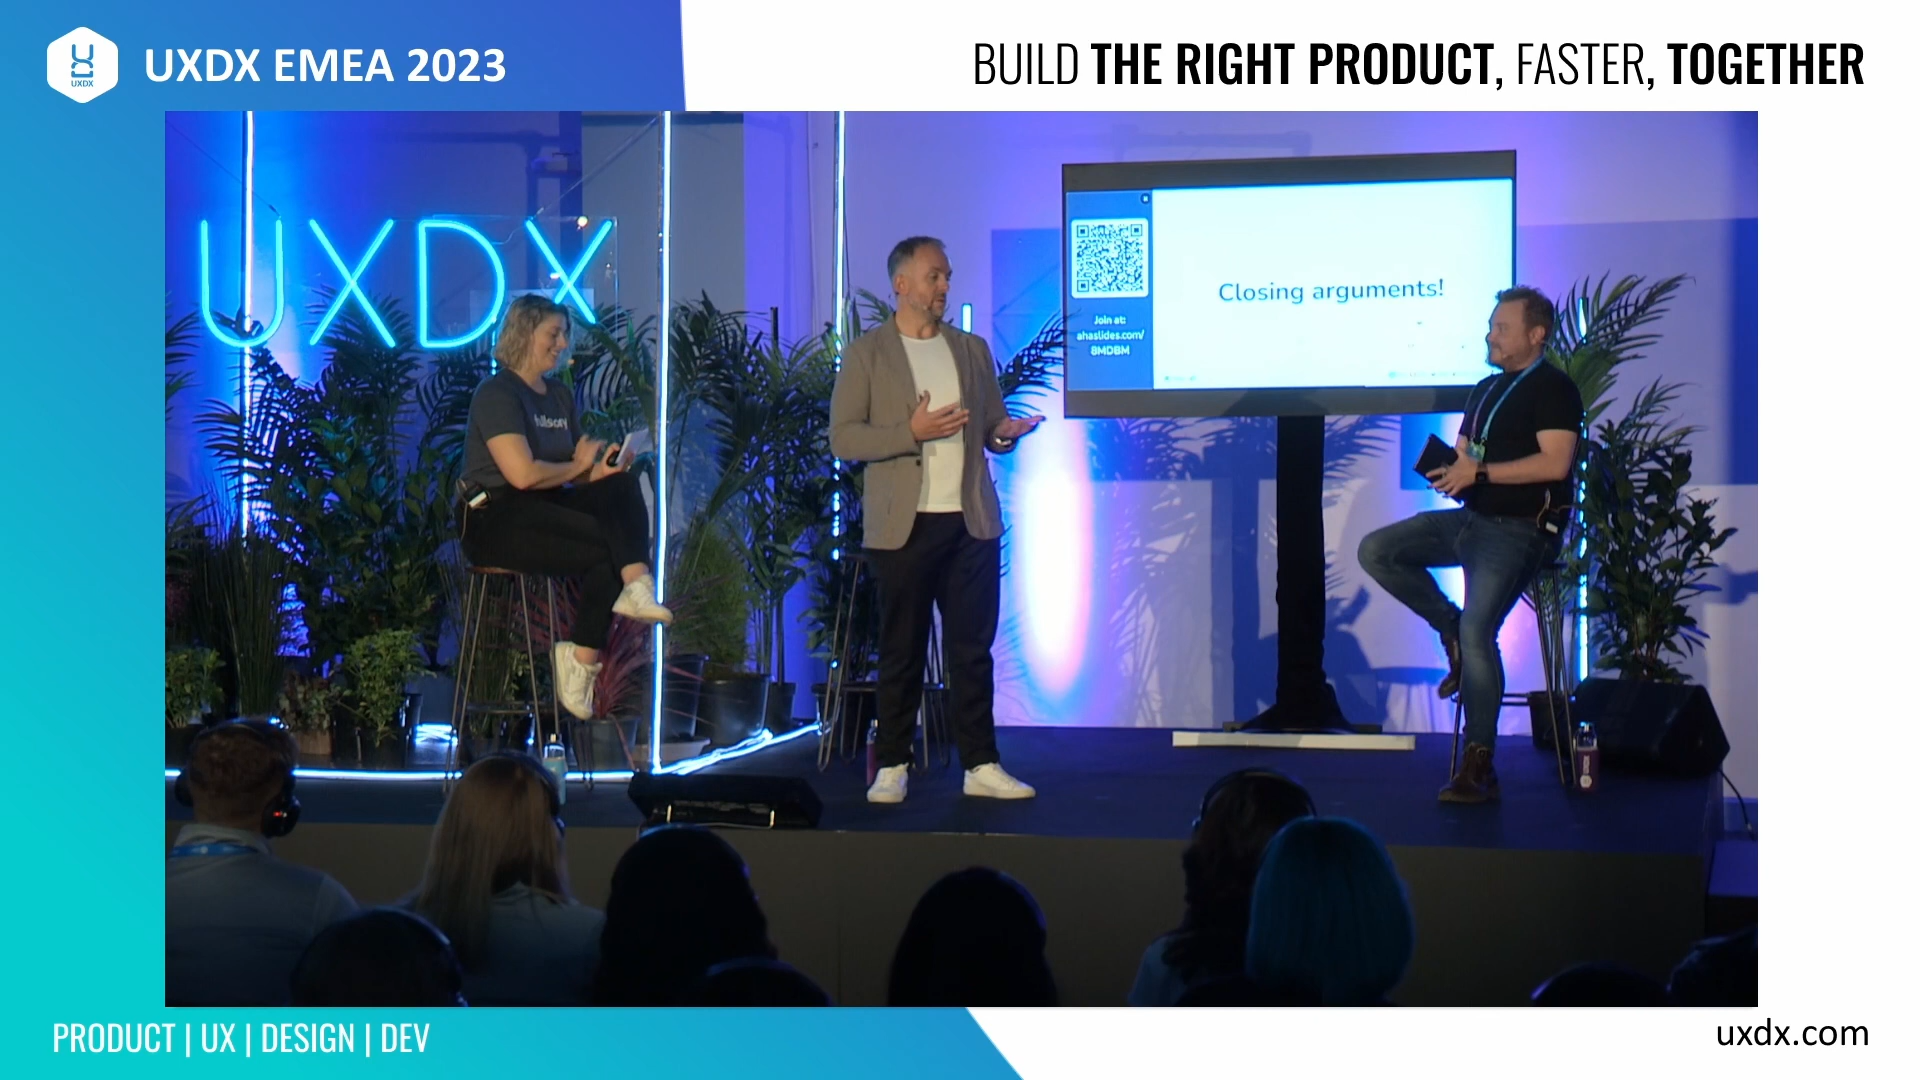 UXDX
UXDX EMEA 2023
BUILD THE RIGHT PRODUCT, FASTER, TOGETHER
UXDX
Closing arguments!
Join at:
ahaslides.com/
8MDBM
PRODUCT | UX | DESIGN | DEV
uxdx.com